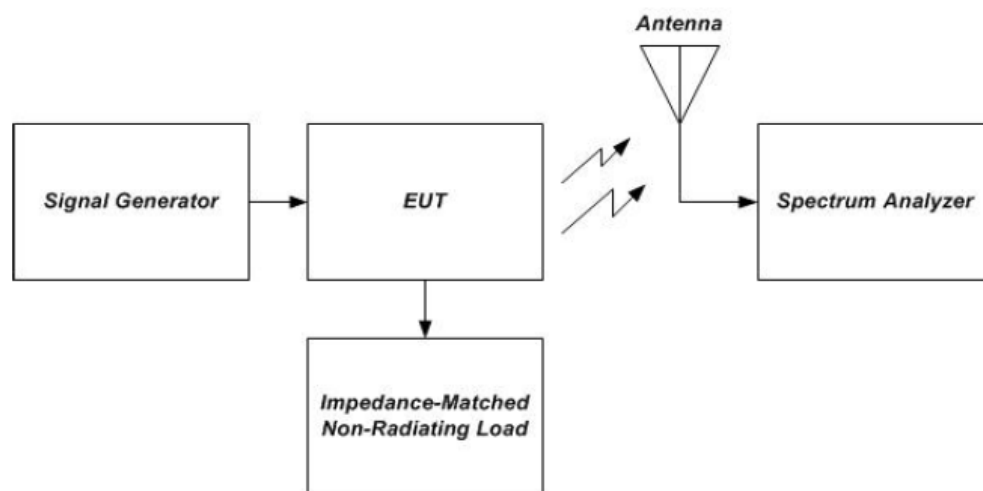 Antenna
Signal Generator
EUT
Spectrum Analyzer
Impedance-Matched
Non-Radiating Load